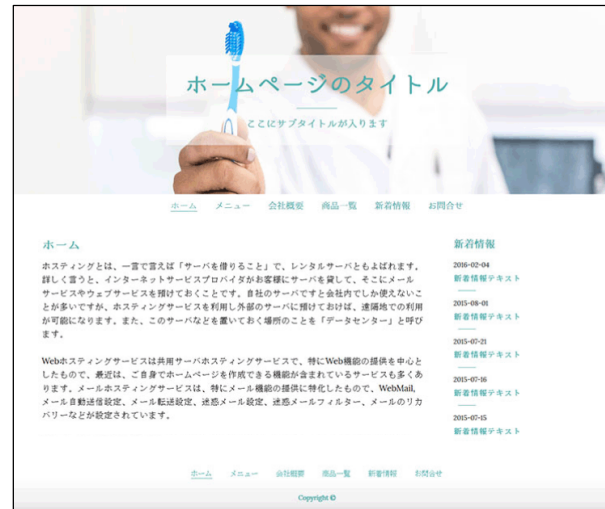 ホームページのタイトル
ここにサブタイトルが入ります
ホーム メニュー 会社概要 商品一覧 新着情報 お問合せ
ホーム
ホスティングとは、一言で言えば「サーバを借りること」で、レンタルサーバともよばれます。
詳しく言うと、インターネットサービスプロバイダがお客様にサーバを貸して、そこにメール
サービスやウェブサービスを預けておくことです。自社のサーバですと会社内でしか使えないこ
とが多いですが、ホスティングサービスを利用し外部のサーバに預けておけば、遠隔地での利用
が可能になります。また、このサーバなどを置いておく場所のことを「データセンター」と呼び
ます。
Webホスティングサービスは共用サーバホスティングサービスで、特にWeb機能の提供を中心と
したもので、最近は、ご自身でホームページを作成できる機能が含まれているサービスも多くあ
ります。メールホスティングサービスは、特にメール機能の提供に特化したもので、WebMail,
メール自動送信設定、メール転送設定、迷惑メール設定、迷惑メールフィルター、メールのリカ
バリーなどが設定されています。
新着情報
2016-02-04
新着情報テキスト
2015-08-01
新着情報テキスト
2015-07-21
新着情報テキスト
2015-07-16
新着情報テキスト
2015-07-15
新着情報テキスト
ホーム メニュー 会社概要 商品一覧 新着情報 お問合せ
Copyright ©